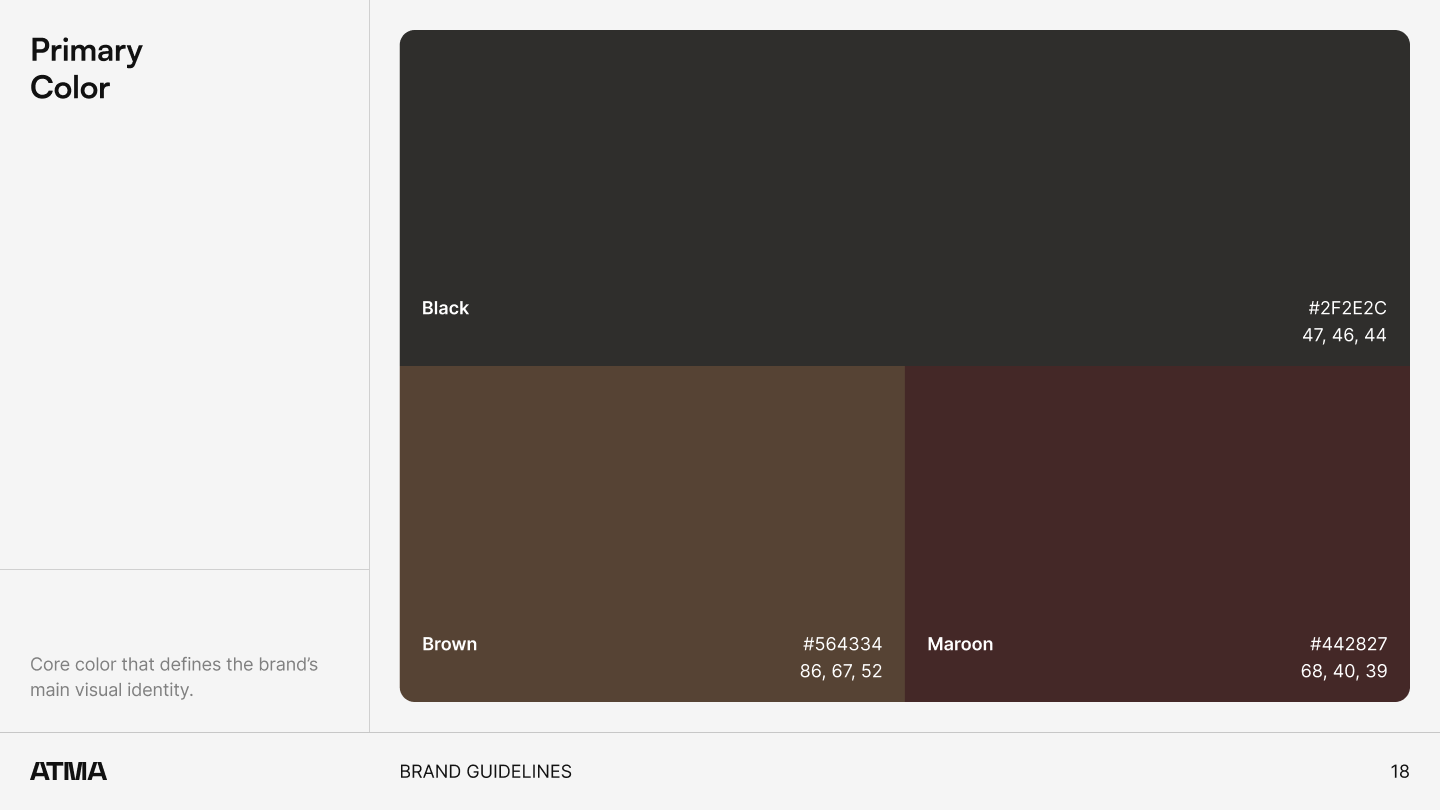 Primary
Color
Black
#2F2E2C
47, 46, 44
Brown
#564334
86, 67, 52
Maroon
#442827
68, 40, 39
Core color that defines the brand’s
main visual identity.
ATMA
BRAND GUIDELINES
18